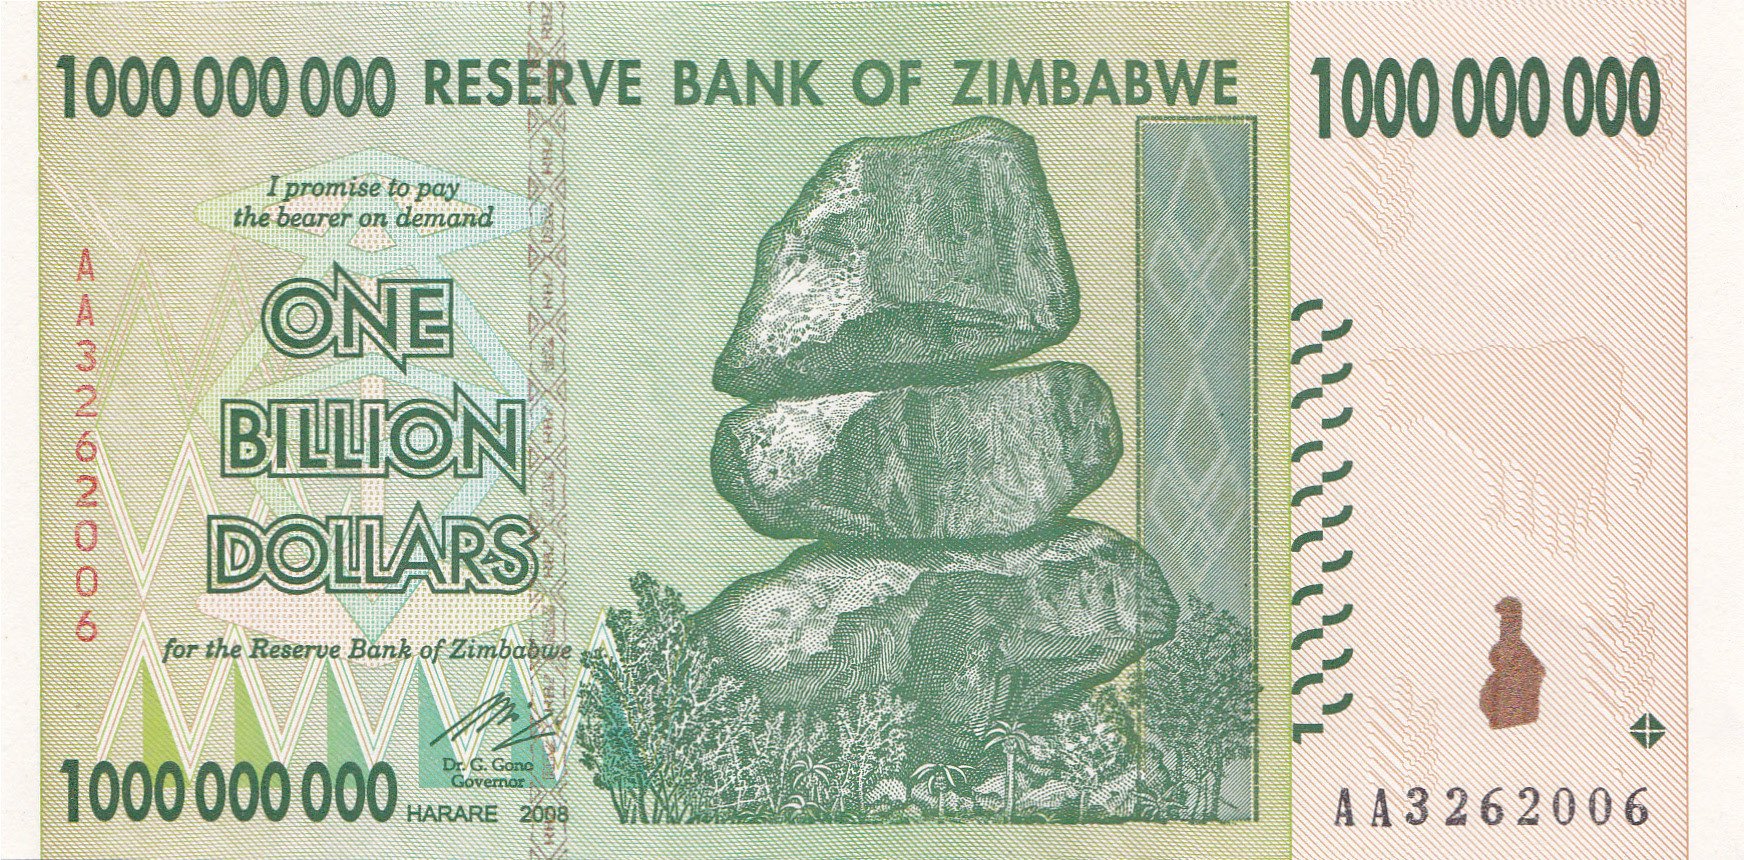 1000 000 000 RESERVE BANK OF ZIMBABWE 1000 000 000
I promise to pay
the bearer on demand
ONE
BILLION
DOLLARS
for the Reserve Bank of Zimbabwe
Dr. G. Gono
Governor
1000 000 000 HARARE 2008
AA3262006
AA3262006